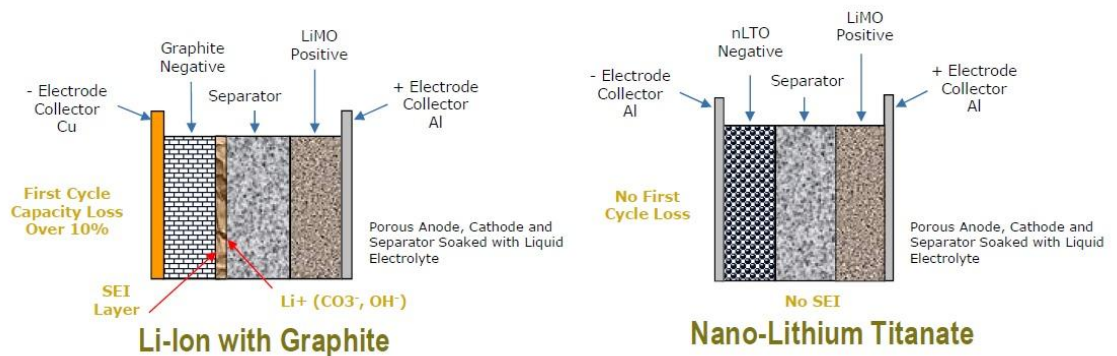 Graphite
Negative
LiMO
Positive
- Electrode
Collector
Cu
Separator
+ Electrode
Collector
Al
First Cycle
Capacity Loss
Over 10%
Porous Anode, Cathode and
Separator Soaked with Liquid
Electrolyte
SEI
Layer
Li+ (CO3⁻, OH⁻)
Li-Ion with Graphite
nLTO
Negative
LiMO
Positive
- Electrode
Collector
Al
Separator
+ Electrode
Collector
Al
No First
Cycle Loss
Porous Anode, Cathode and
Separator Soaked with Liquid
Electrolyte
No SEI
Nano-Lithium Titanate